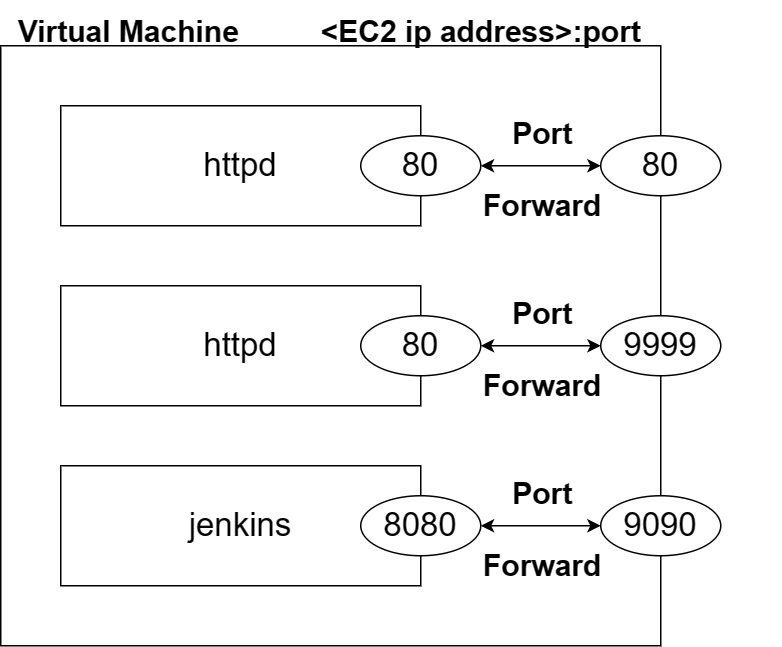 Virtual Machine <EC2 ip address>:port
httpd 80 Port 80
Forward
httpd 80 Port 9999
Forward
jenkins 8080 Port 9090
Forward